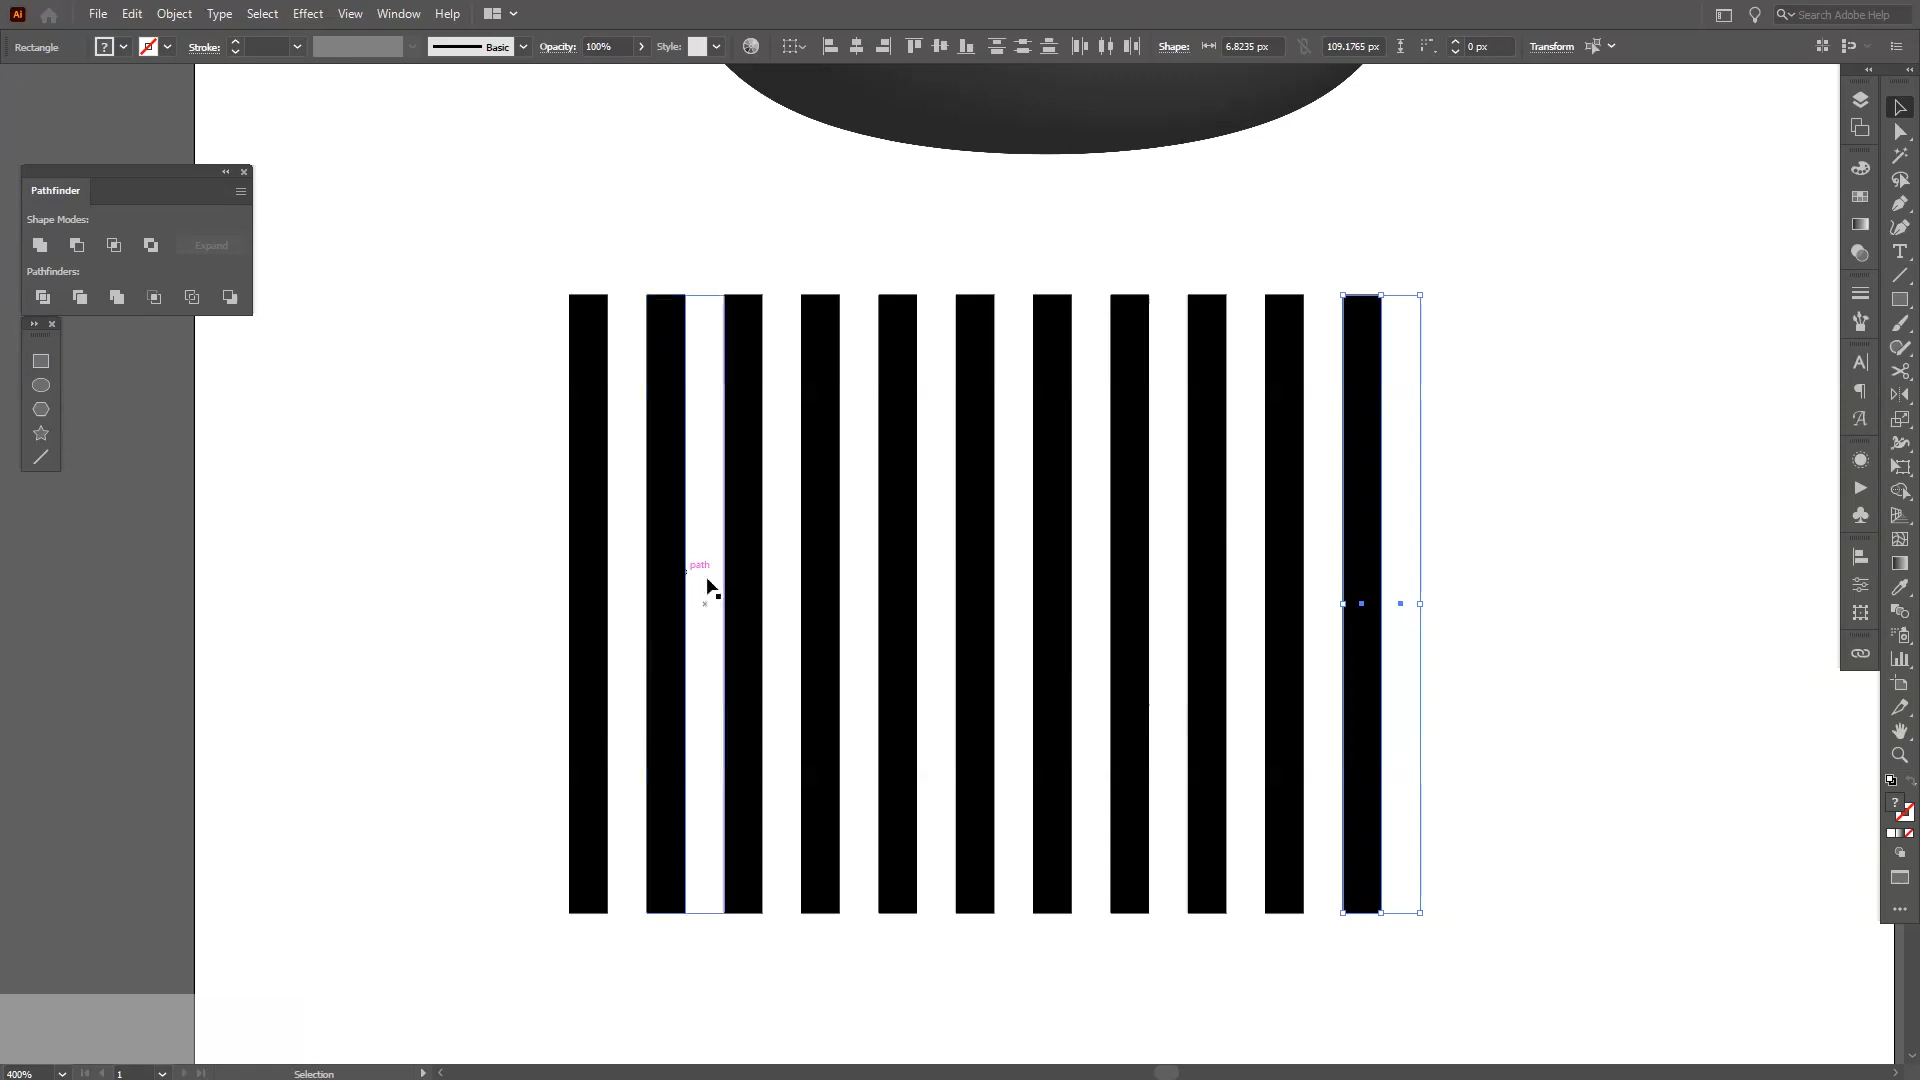 Ai File Edit Object Type Select Effect View Window Help Search Adobe Help
Rectangle ? Stroke: Basic Opacity: 100% Style: Shape: 6.8235 px 109.1765 px 0 px Transform
Pathfinder
Shape Modes:
Expand
Pathfinders:
path
?
400% 1 Selection